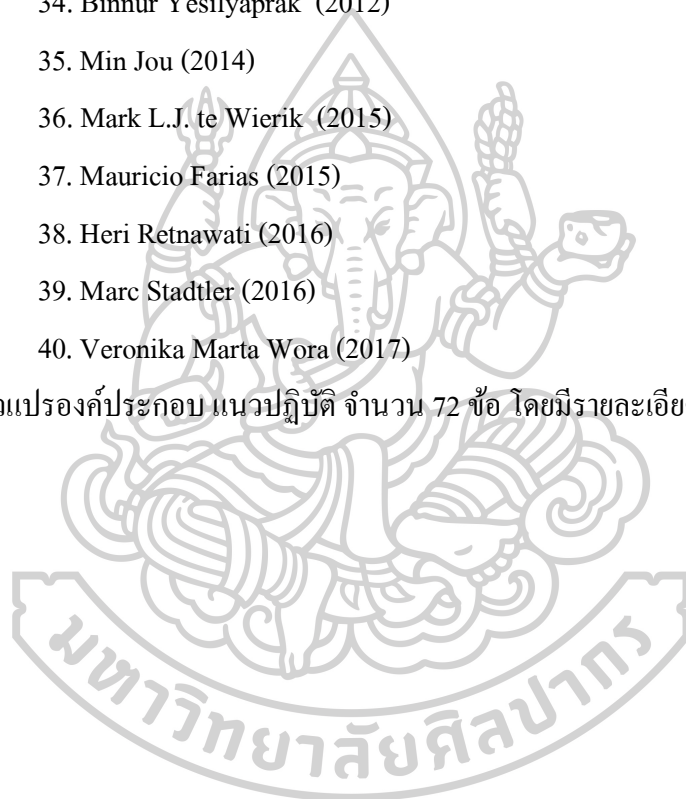 34. Binnur Yesilyaprak (2012)
35. Min Jou (2014)
36. Mark L.J. te Wierik (2015)
37. Mauricio Farias (2015)
38. Heri Retnawati (2016)
39. Marc Stadtler (2016)
40. Veronika Marta Wora (2017)
แปรองค์ประกอบ แนวปฏิบัติ จำนวน 72 ข้อ โดยมีรายละเอีย
มหาวิทยาลัยศิลปากร